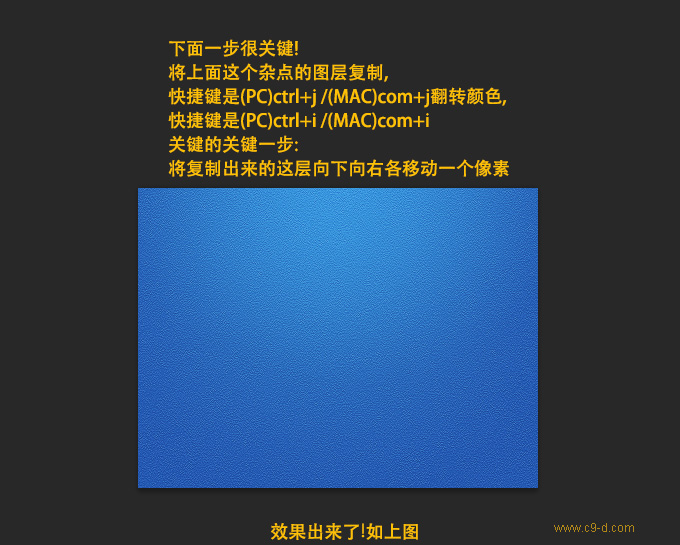 下面一步很关键!
将上面这个杂点的图层复制,
快捷键是(PC)ctrl+j /(MAC)com+j翻转颜色,
快捷键是(PC)ctrl+i /(MAC)com+i
关键的关键一步:
将复制出来的这层向下向右各移动一个像素
效果出来了!如上图
www.c9-d.com